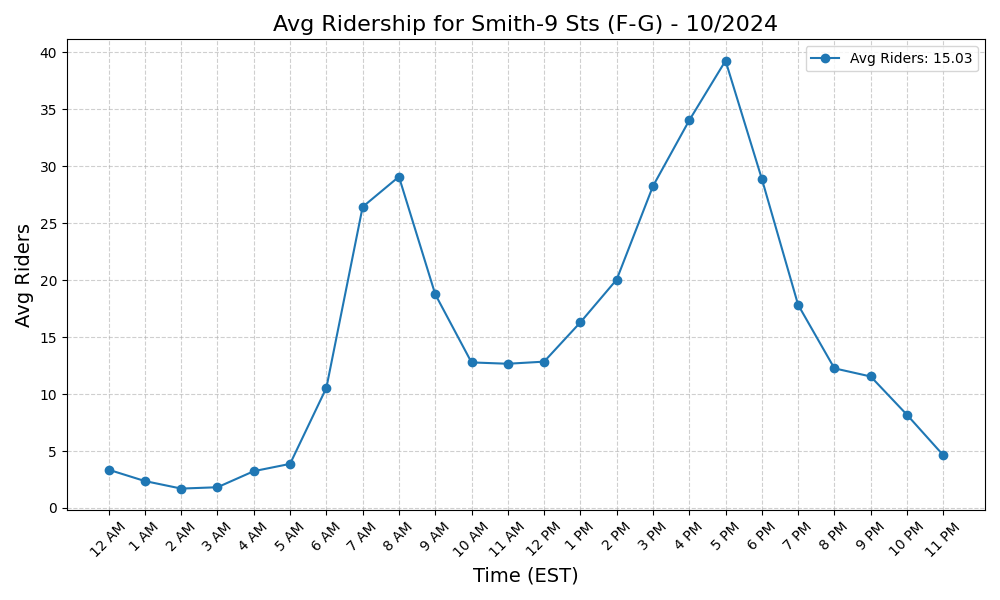 Avg Ridership for Smith-9 Sts (F-G) - 10/2024
Avg Riders: 15.03
Avg Riders
40
35
30
25
20
15
10
5
0
12 AM
1 AM
2 AM
3 AM
4 AM
5 AM
6 AM
7 AM
8 AM
9 AM
10 AM
11 AM
12 PM
1 PM
2 PM
3 PM
4 PM
5 PM
6 PM
7 PM
8 PM
9 PM
10 PM
11 PM
Time (EST)